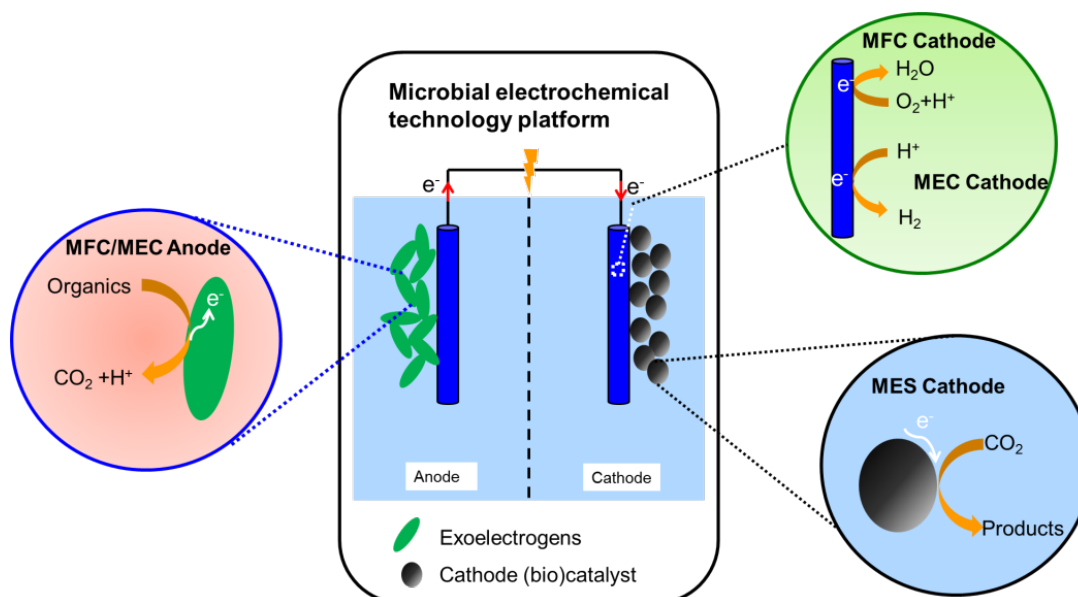 Microbial electrochemical
technology platform
e⁻
e⁻
Anode
Cathode
Exoelectrogens
Cathode (bio)catalyst
MFC/MEC Anode
Organics
e⁻
CO₂ +H⁺
MFC Cathode
H₂O
e⁻
O₂+H⁺
H⁺
e⁻
MEC Cathode
H₂
MES Cathode
e⁻
CO₂
Products